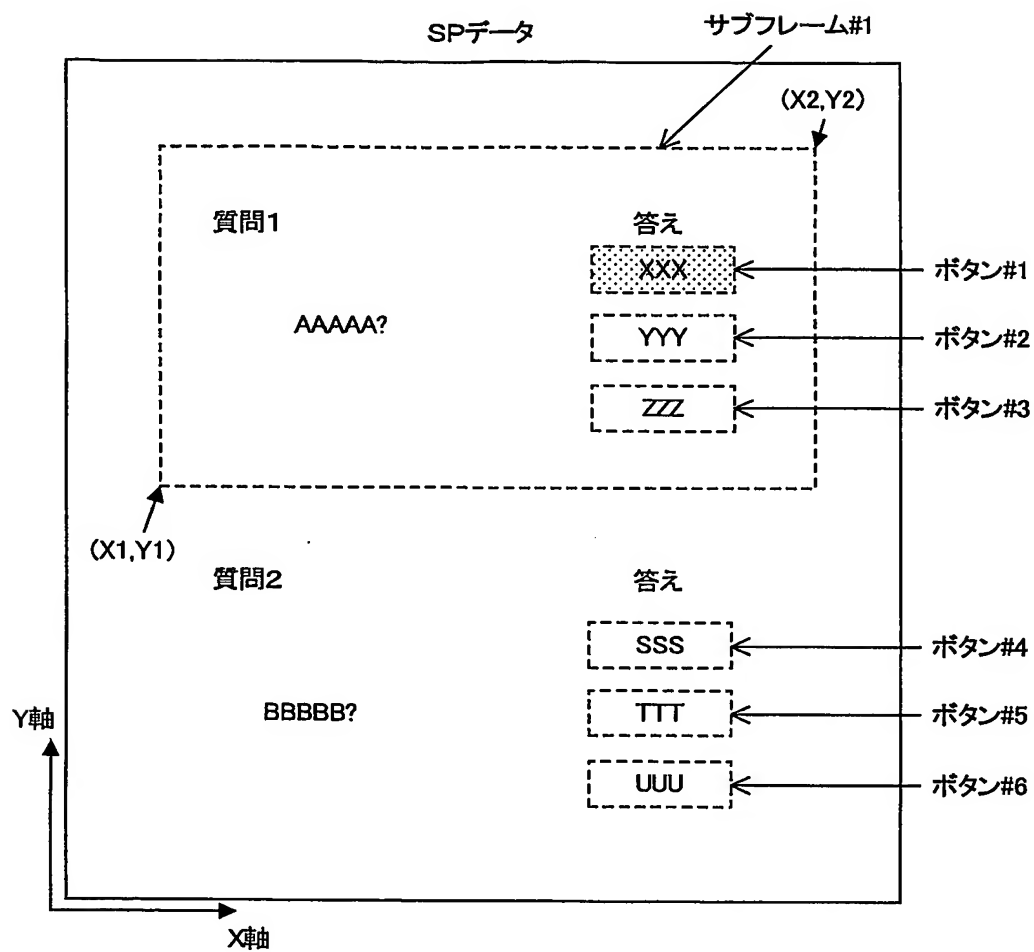 SPデータ
サブフレーム#1
(X2,Y2)
質問1
答え
XXX
ボタン#1
AAAAA?
YYY
ボタン#2
ZZZ
ボタン#3
(X1,Y1)
質問2
答え
SSS
ボタン#4
BBBBB?
TTT
ボタン#5
UUU
ボタン#6
Y軸
X軸